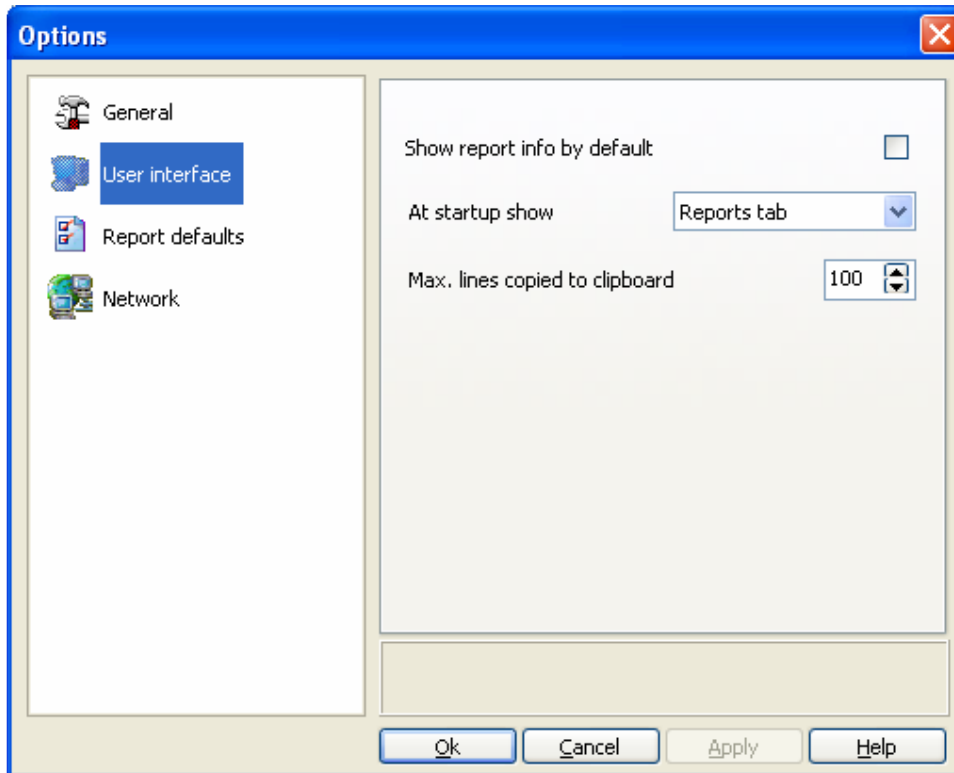 Options
General
User interface
Report defaults
Network
Show report info by default
At startup show
Reports tab
Max. lines copied to clipboard
100
Ok
Cancel
Apply
Help